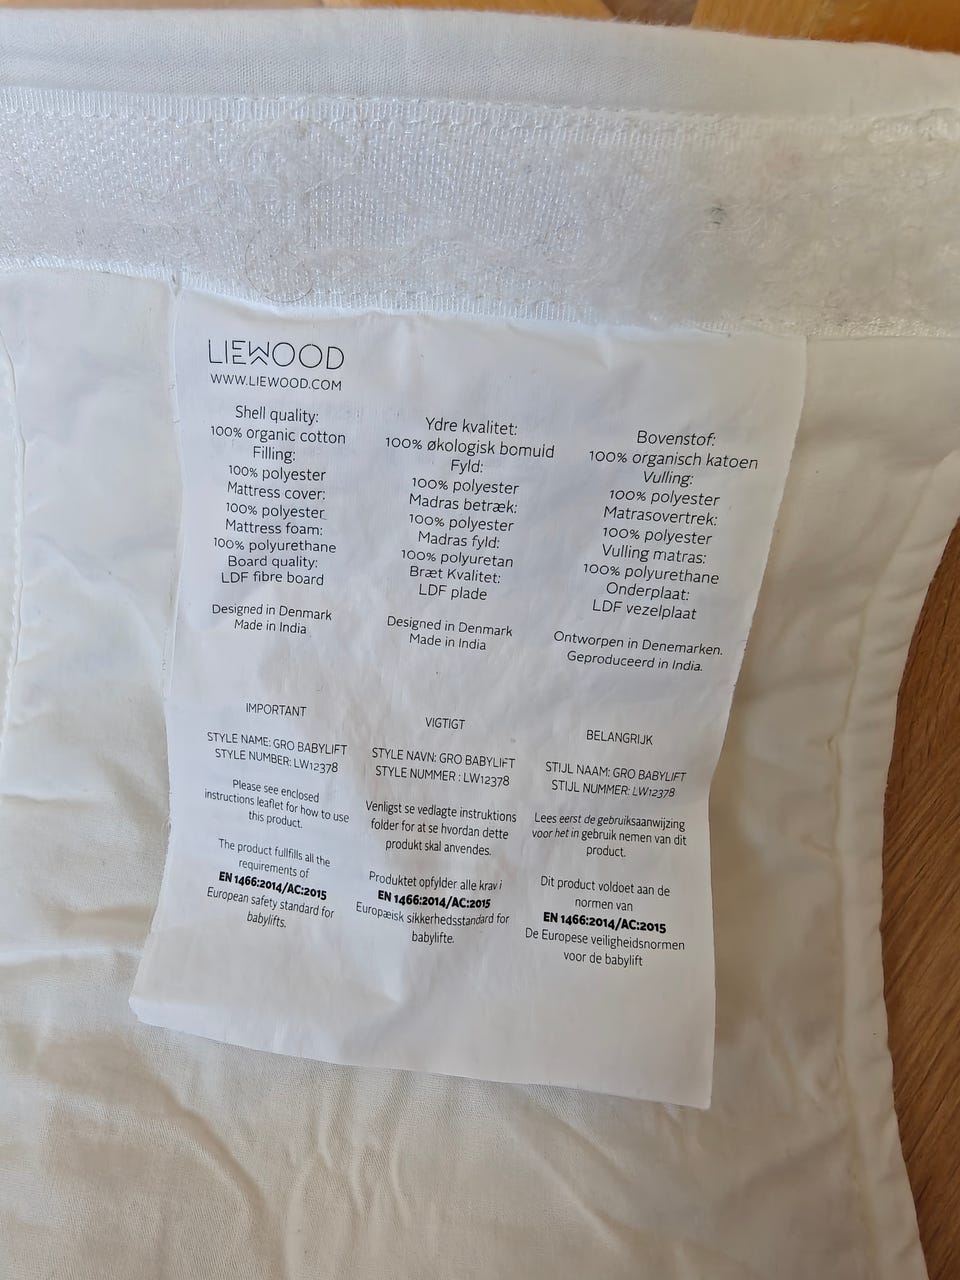 LIEWOOD
WWW.LIEWOOD.COM
Shell quality:
100% organic cotton
Filling:
100% polyester
Mattress cover:
100% polyester
Mattress foam:
100% polyurethane
Board quality:
LDF fibre board
Designed in Denmark
Made in India
Ydre kvalitet:
100% økologisk bomuid
Fyld:
100% polyester
Madras betræk:
100% polyester
Madras fyld:
100% polyuretan
Bræt Kvalitet:
LDF plade
Designed in Denmark
Made in India
Bovenstof:
100% organisch katoen
Vulling:
100% polyester
Matrasovertrek:
100% polyester
Vulling matras:
100% polyurethane
Onderplaat:
LDF vezelplaat
Ontworpen in Denemarken.
Geproduceerd in India.
IMPORTANT
STYLE NAME: GRO BABYLIFT
STYLE NUMBER: LW12378
Please see enclosed
instructions leaflet for how to use
this product.
The product fullfills all the
requirements of
EN 1466:2014/AC:2015
European safety standard for
babylifts.
VIGTIGT
STYLE NAVN: GRO BABYLIFT
STYLE NUMMER : LW12378
Venligst se vedlagte instruktions
folder for at se hvordan dette
produkt skal anvendes.
Produktet opfylder alle krav i
EN 1466:2014/AC:2015
Europæisk sikkerhedsstandard for
babylifte.
BELANGRIJK
STIJL NAAM: GRO BABYLIFT
STIJL NUMMER: LW12378
Lees eerst de gebruiksaanwijzing
voor het in gebruik nemen van dit
product.
Dit product voldoet aan de
normen van
EN 1466:2014/AC:2015
De Europese veiligheidsnormen
voor de babylift